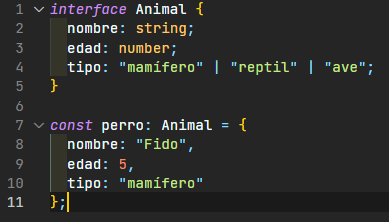 1 interface Animal {
2   nombre: string;
3   edad: number;
4   tipo: "mamífero" | "reptil" | "ave";
5 }
6
7 const perro: Animal = {
8   nombre: "Fido",
9   edad: 5,
10   tipo: "mamífero"
11 };